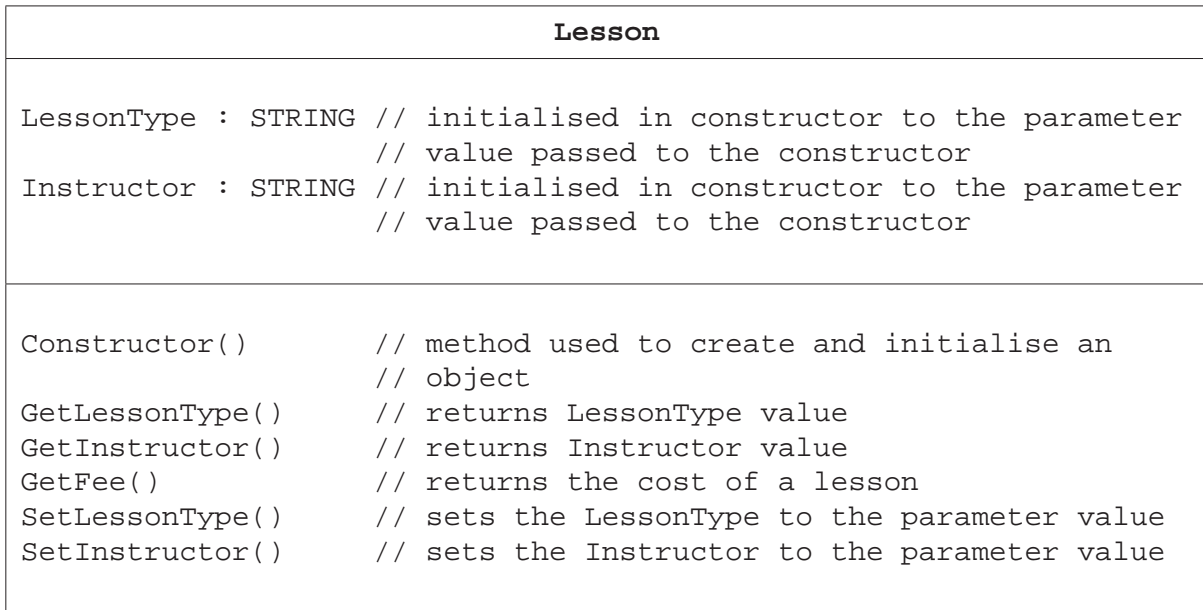 Lesson
LessonType : STRING // initialised in constructor to the parameter
// value passed to the constructor
Instructor : STRING // initialised in constructor to the parameter
// value passed to the constructor
Constructor() // method used to create and initialise an
// object
GetLessonType() // returns LessonType value
GetInstructor() // returns Instructor value
GetFee() // returns the cost of a lesson
SetLessonType() // sets the LessonType to the parameter value
SetInstructor() // sets the Instructor to the parameter value